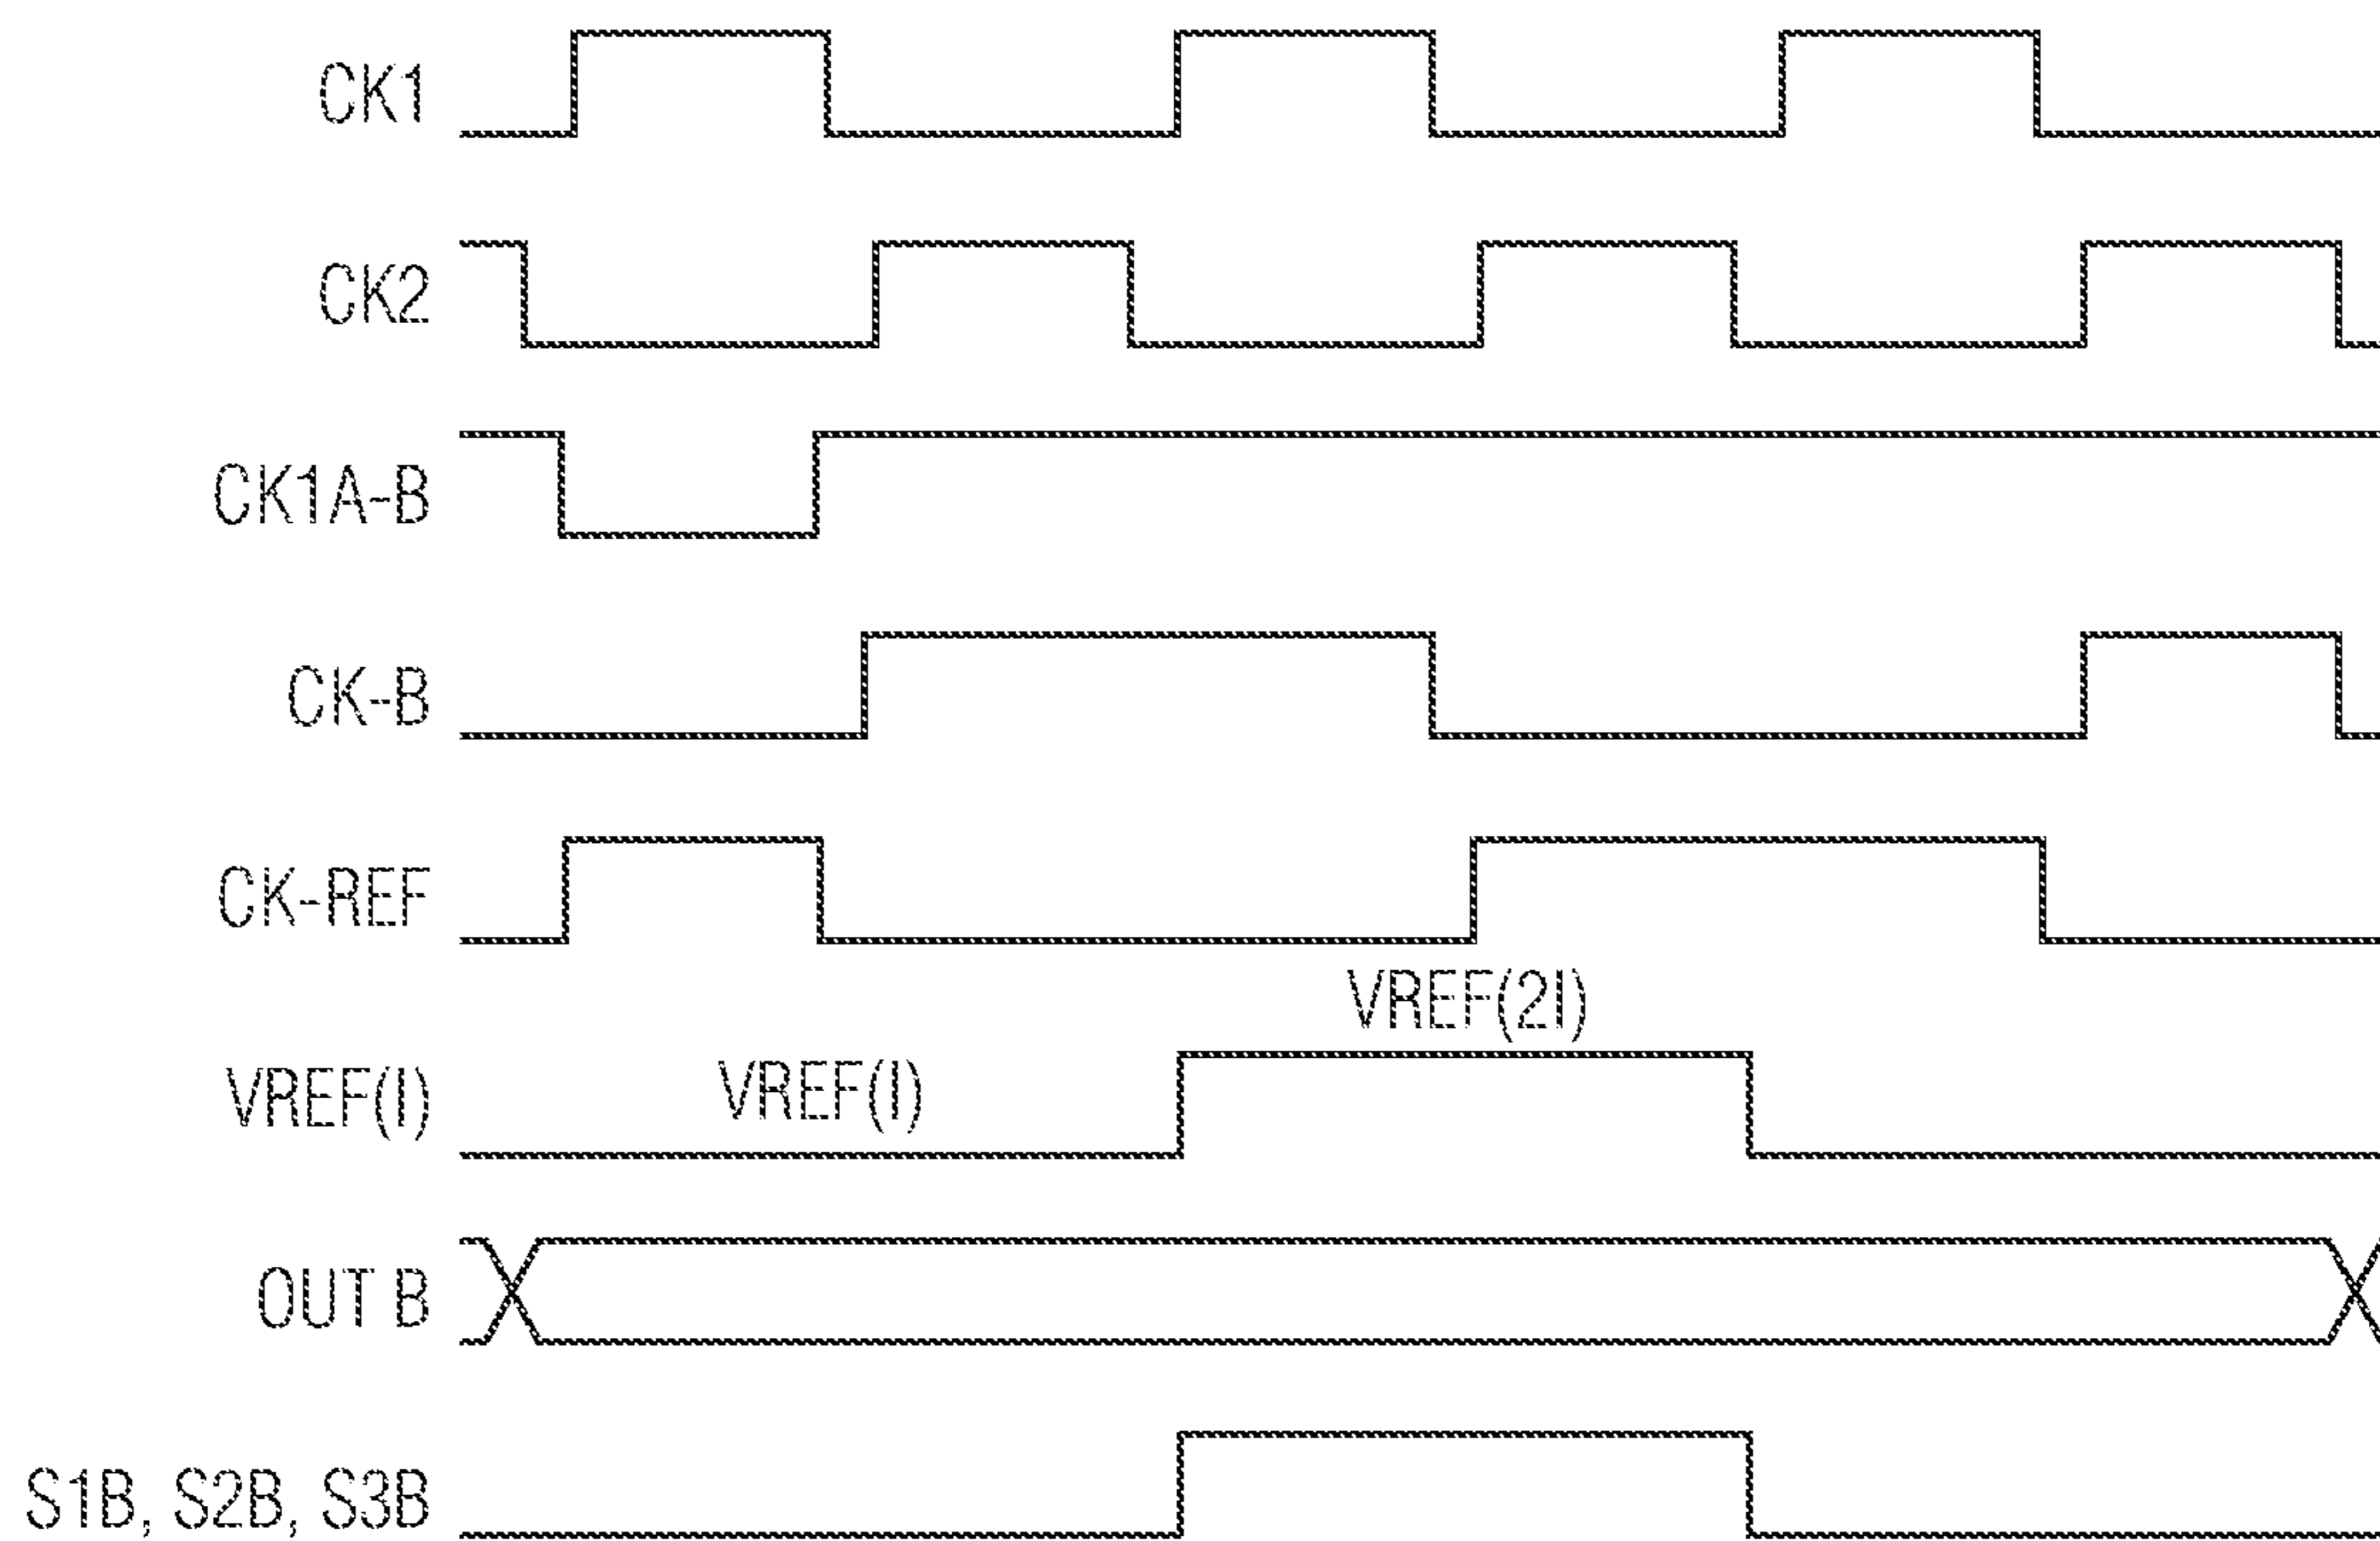 CK1
CK2
CK1A-B
CK-B
CK-REF
VREF(2I)
VREF(I)
VREF(I)
OUT B
S1B, S2B, S3B